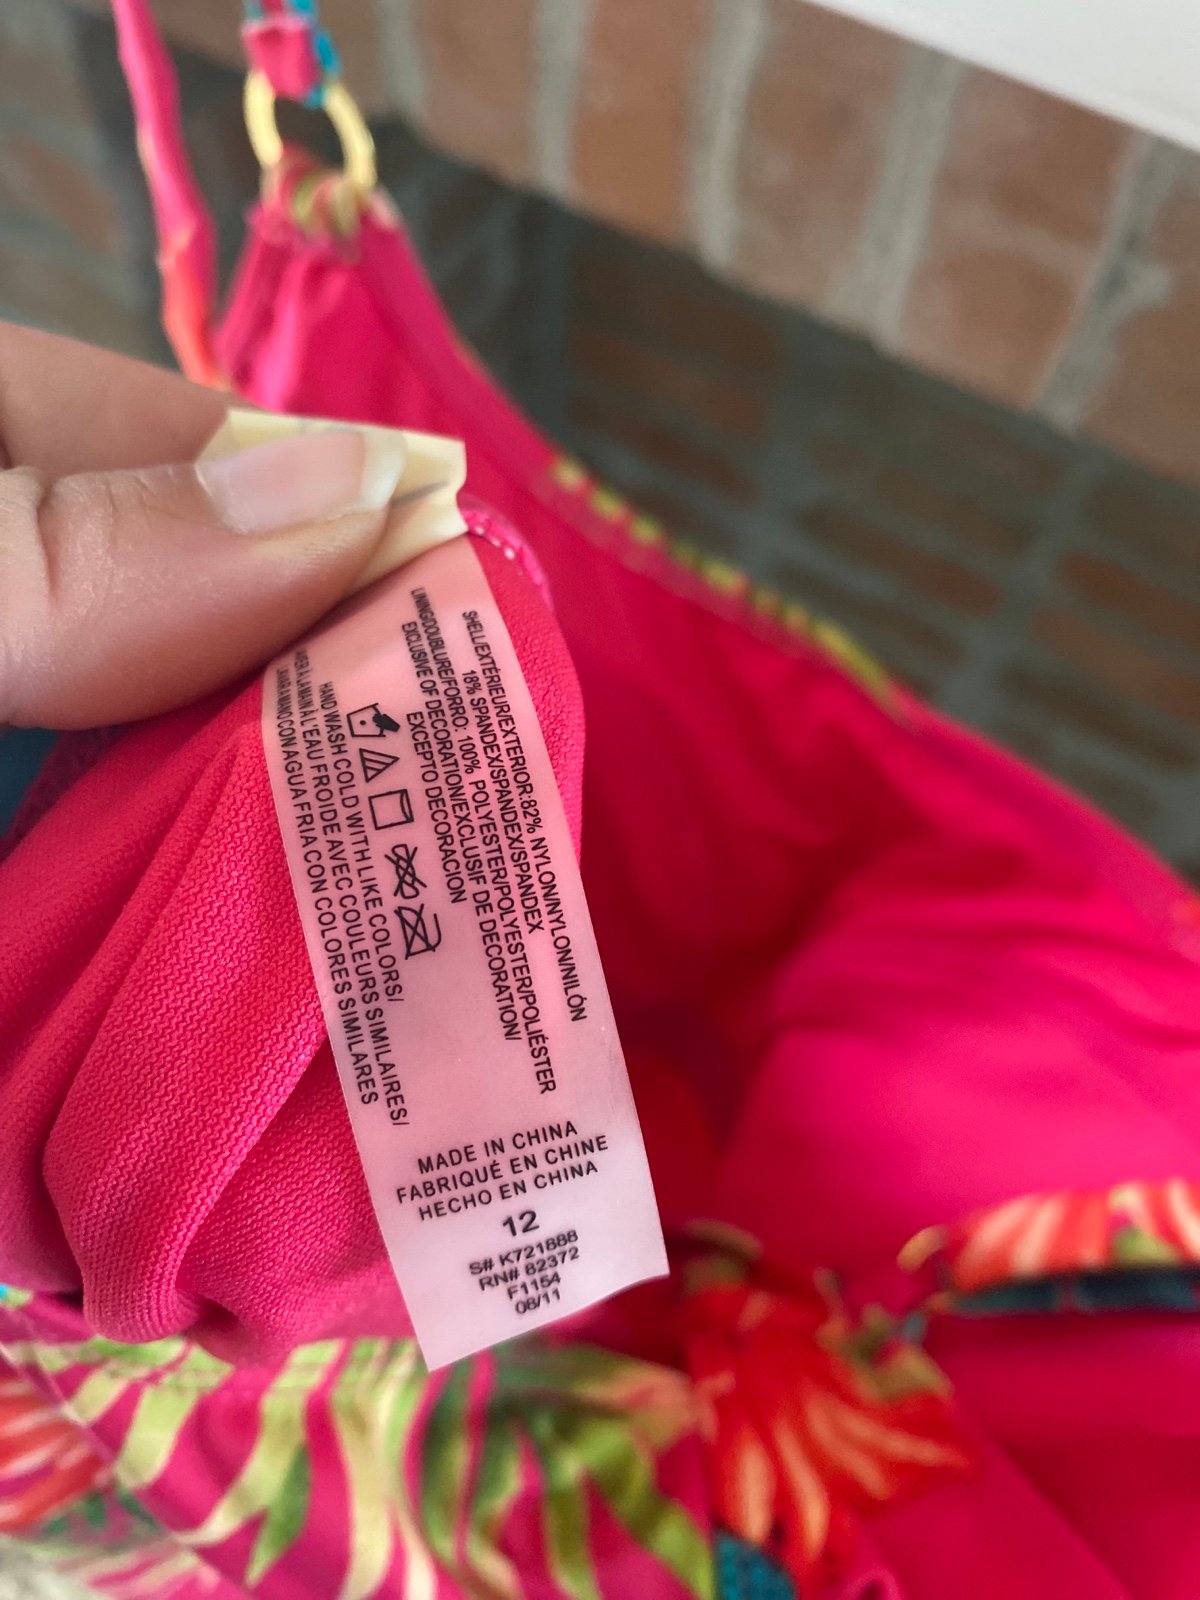 SHELL/EXTÉRIEUR/EXTERIOR:82% NYLON/NYLON/NILÓN
18% SPANDEX/SPANDEX/SPANDEX
LINING/DOUBLURE/FORRO: 100% POLYESTER/POLYESTER/POLIÉSTER
EXCLUSIVE OF DECORATION/EXCLUSIF DE DECORATION/
EXCEPTO DECORACION
HAND WASH COLD WITH LIKE COLORS/
LAVER À LA MAIN À L'EAU FROIDE AVEC COULEURS SIMILAIRES/
LAVAR A MANO CON AGUA FRIA CON COLORES SIMILARES
MADE IN CHINA
FABRIQUÉ EN CHINE
HECHO EN CHINA
12
S# K721888
RN# 82372
F1154
08/11